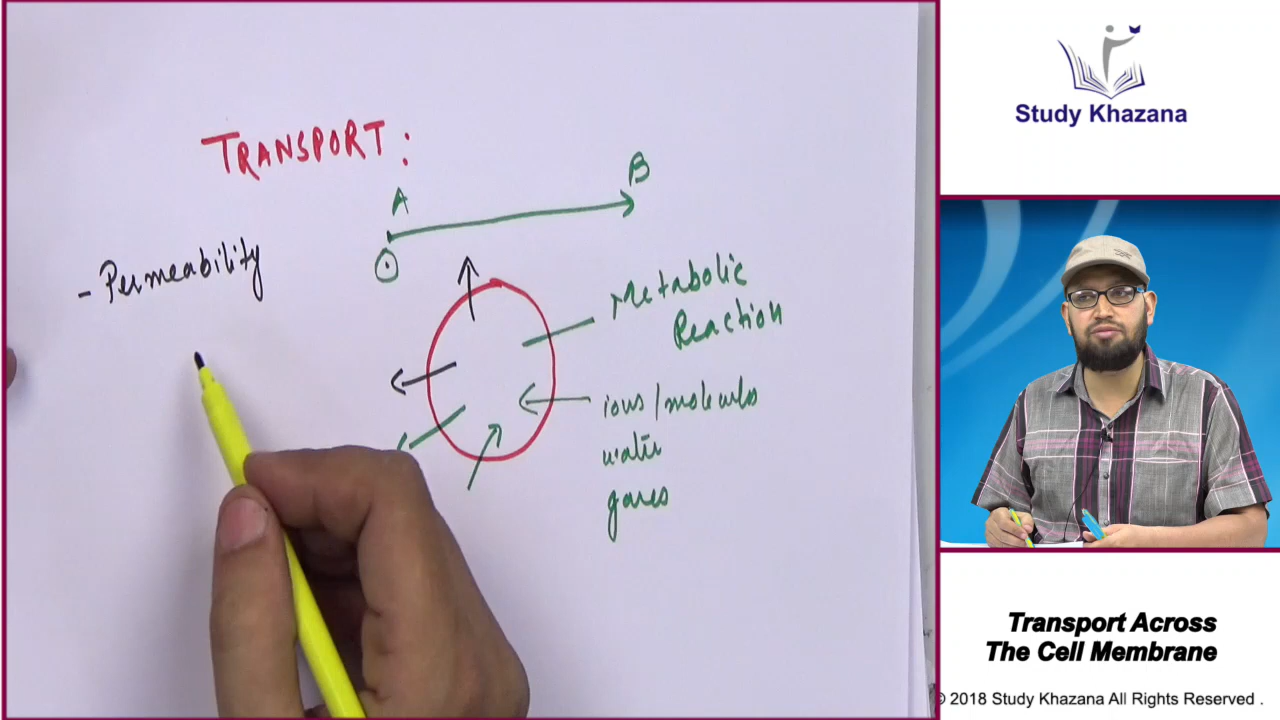 TRANSPORT:
A
B
- Permeability
Metabolic
Reaction
ions/molecules
water
gases
Study Khazana
Transport Across
The Cell Membrane
© 2018 Study Khazana All Rights Reserved .